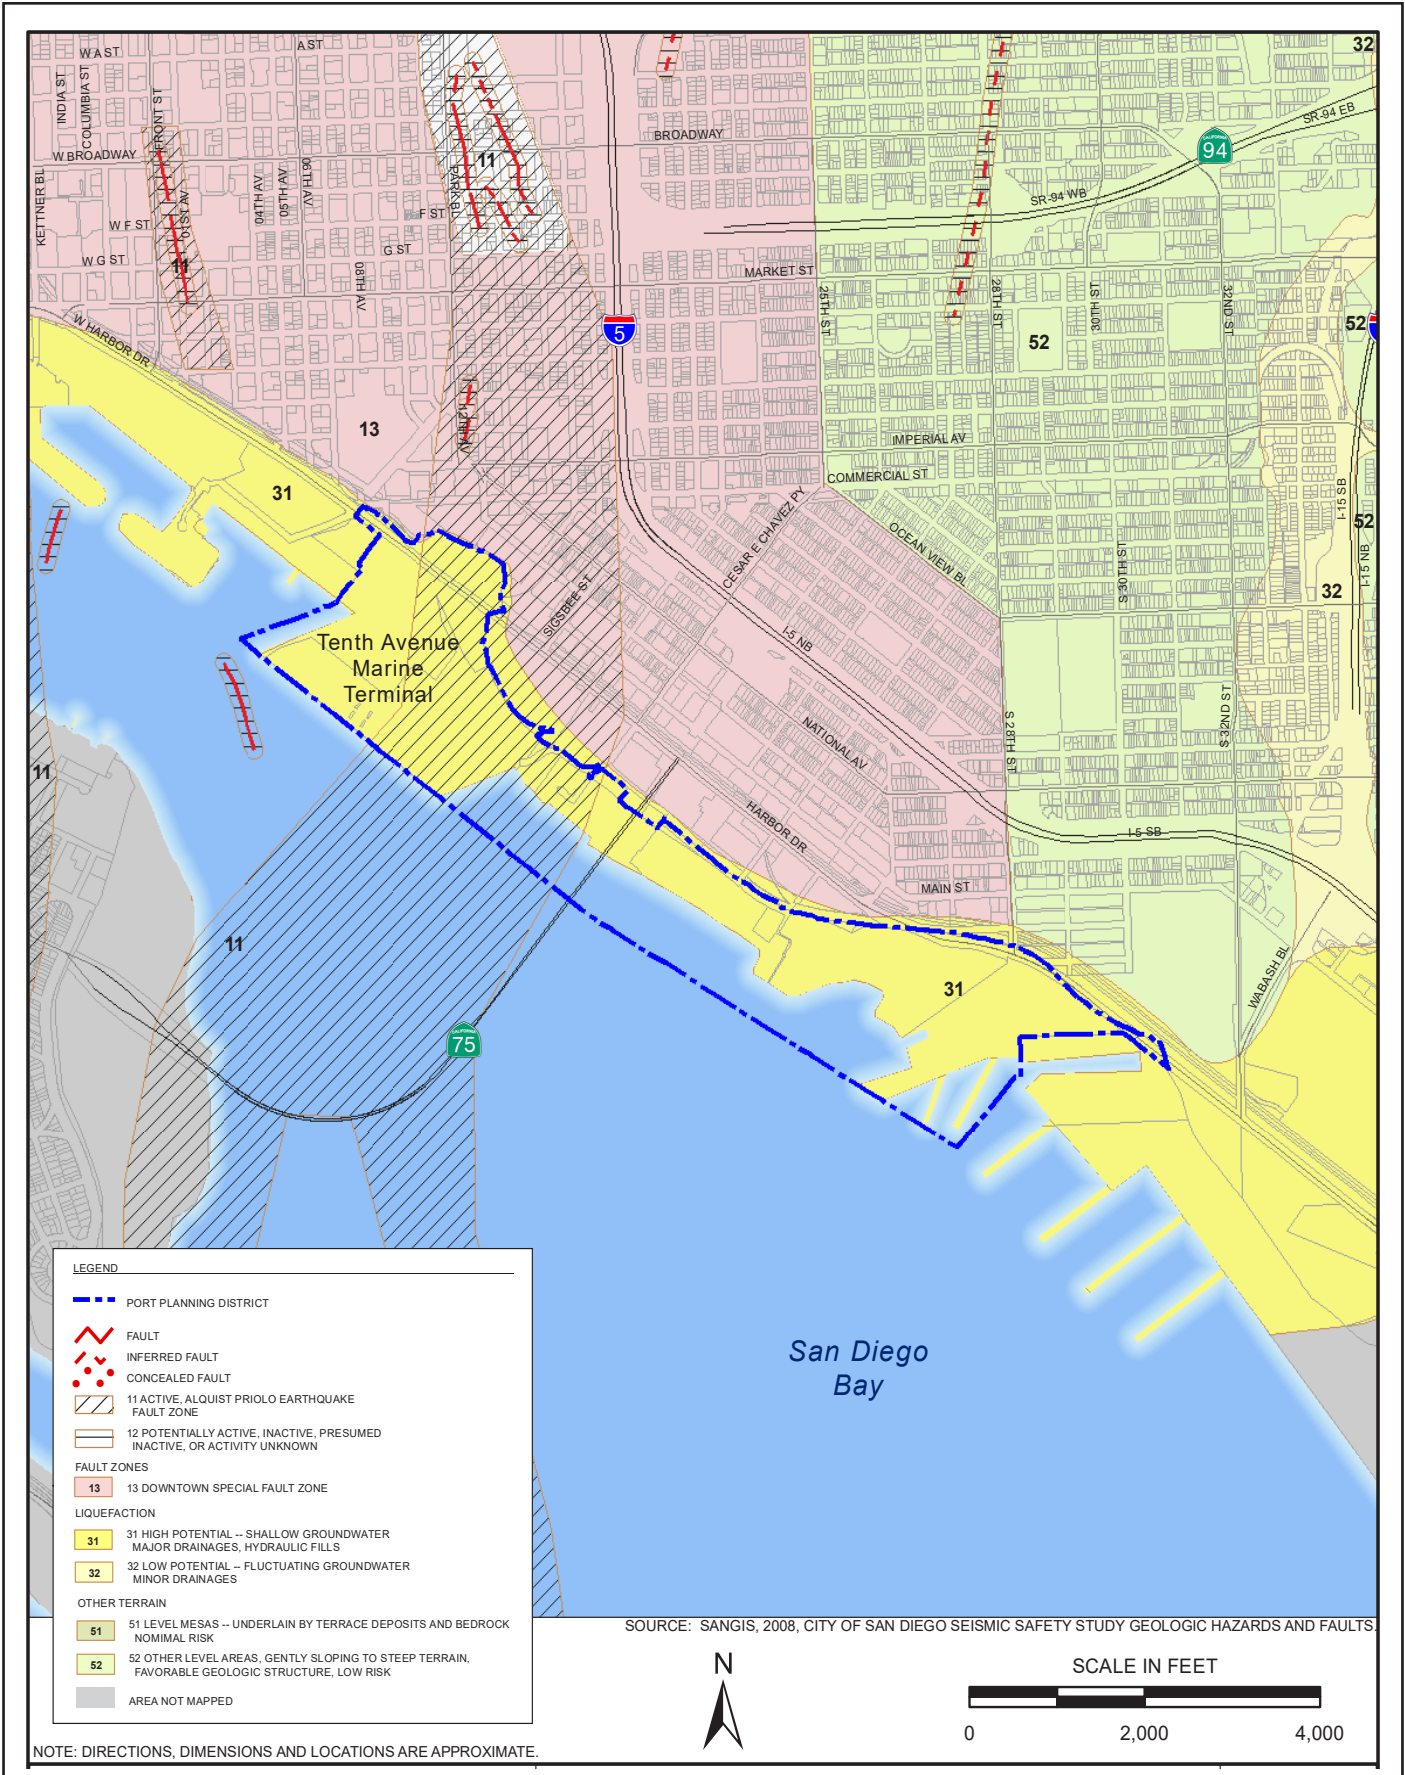 W A ST
A ST
INDIA ST
COLUMBIA ST
FRONT ST
W BROADWAY
KETTNER BL
01ST AV
04TH AV
05TH AV
06TH AV
08TH AV
W F ST
W G ST
F ST
G ST
PARK BL
11
11
BROADWAY
32
SR-94 EB
94
SR-94 WB
MARKET ST
25TH ST
28TH ST
30TH ST
32ND ST
5
52
52
W HARBOR DR
13
12TH AV
31
IMPERIAL AV
COMMERCIAL ST
CESAR E CHAVEZ PY
OCEAN VIEW BL
I-15 SB
52
I-15 NB
S 30TH ST
32
SIGSBEE ST
I-5 NB
Tenth Avenue
Marine
Terminal
NATIONAL AV
S 28TH ST
S 32ND ST
11
HARBOR DR
I-5 SB
MAIN ST
11
31
WABASH BL
CALIFORNIA
75
San Diego
Bay
LEGEND
PORT PLANNING DISTRICT
FAULT
INFERRED FAULT
CONCEALED FAULT
11 ACTIVE, ALQUIST PRIOLO EARTHQUAKE
FAULT ZONE
12 POTENTIALLY ACTIVE, INACTIVE, PRESUMED
INACTIVE, OR ACTIVITY UNKNOWN
FAULT ZONES
13 13 DOWNTOWN SPECIAL FAULT ZONE
LIQUEFACTION
31 31 HIGH POTENTIAL -- SHALLOW GROUNDWATER
MAJOR DRAINAGES, HYDRAULIC FILLS
32 32 LOW POTENTIAL -- FLUCTUATING GROUNDWATER
MINOR DRAINAGES
OTHER TERRAIN
51 51 LEVEL MESAS -- UNDERLAIN BY TERRACE DEPOSITS AND BEDROCK
NOMIMAL RISK
52 52 OTHER LEVEL AREAS, GENTLY SLOPING TO STEEP TERRAIN,
FAVORABLE GEOLOGIC STRUCTURE, LOW RISK
AREA NOT MAPPED
SOURCE: SANGIS, 2008, CITY OF SAN DIEGO SEISMIC SAFETY STUDY GEOLOGIC HAZARDS AND FAULTS.
N
SCALE IN FEET
0 2,000 4,000
NOTE: DIRECTIONS, DIMENSIONS AND LOCATIONS ARE APPROXIMATE.